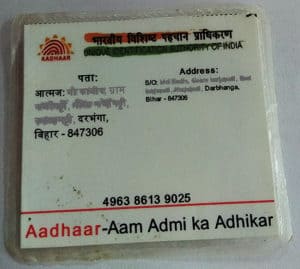 भारतीय विशिष्ट पहचान प्राधिकरण
UNIQUE IDENTIFICATION AUTHORITY OF INDIA
AADHAAR
पता:
आत्मज: ग्राम
दरभंगा,
बिहार - 847306
Address:
S/O:
Darbhanga,
Bihar - 847306
4963 8613 9025
Aadhaar-Aam Admi ka Adhikar